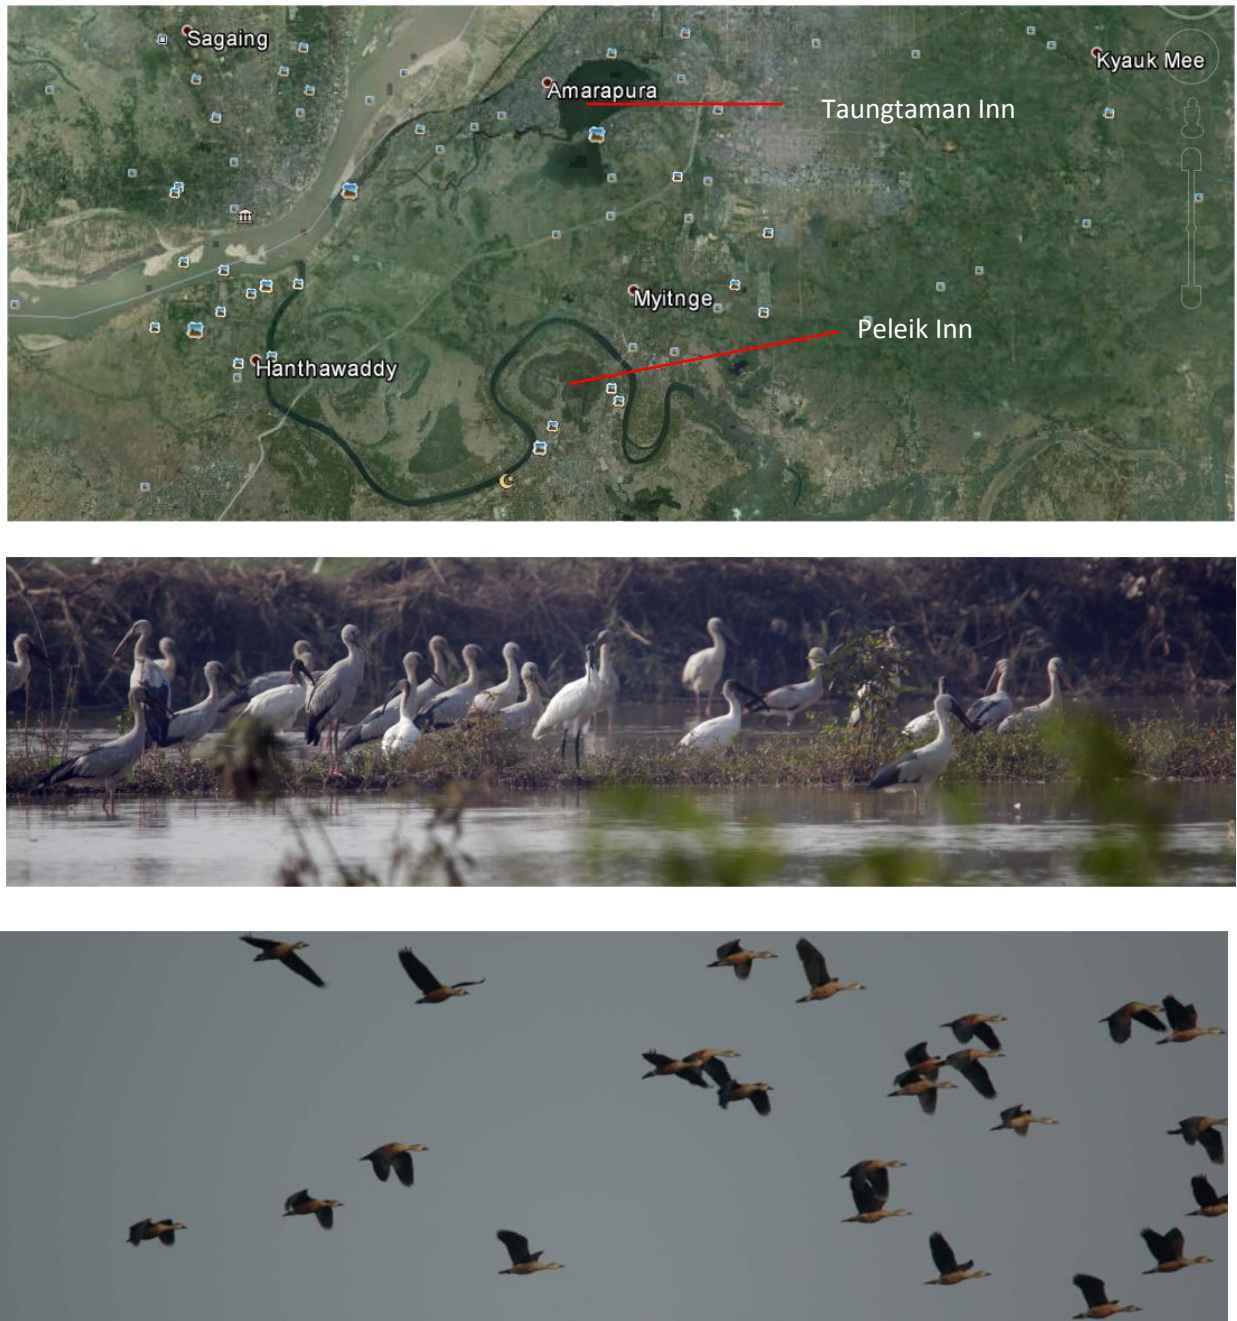 Sagaing
Kyauk Mee
Amarapura
Taungtaman Inn
Myitnge
Peleik Inn
Hanthawaddy